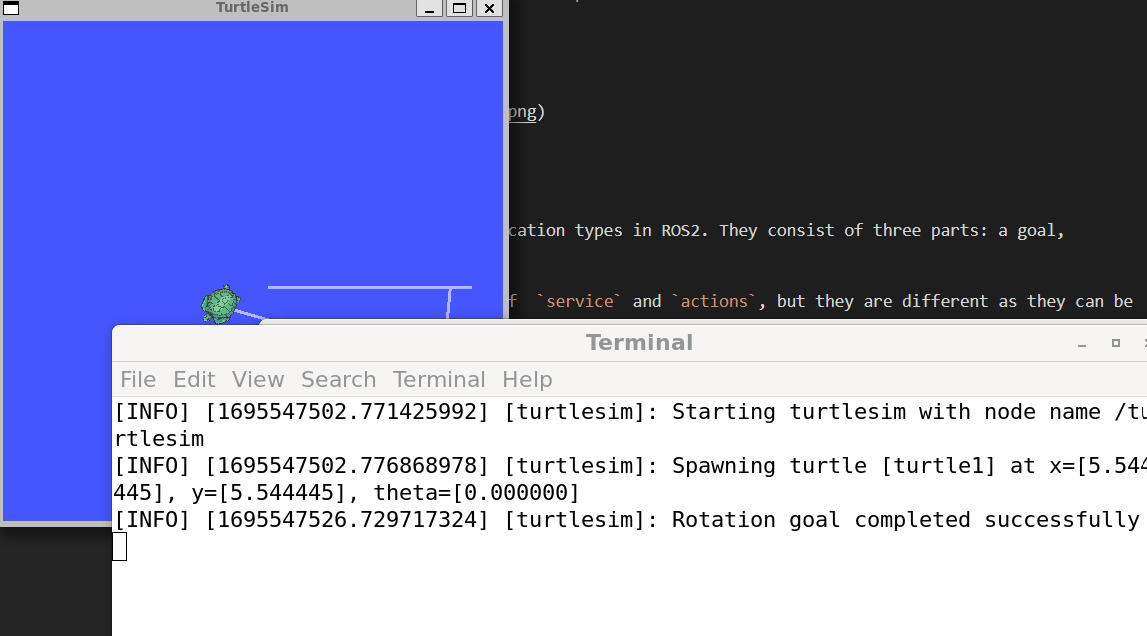 TurtleSim
png)
cation types in ROS2. They consist of three parts: a goal,
f `service` and `actions`, but they are different as they can be
Terminal
File Edit View Search Terminal Help
[INFO] [1695547502.771425992] [turtlesim]: Starting turtlesim with node name /tu
rtlesim
[INFO] [1695547502.776868978] [turtlesim]: Spawning turtle [turtle1] at x=[5.544
445], y=[5.544445], theta=[0.000000]
[INFO] [1695547526.729717324] [turtlesim]: Rotation goal completed successfully